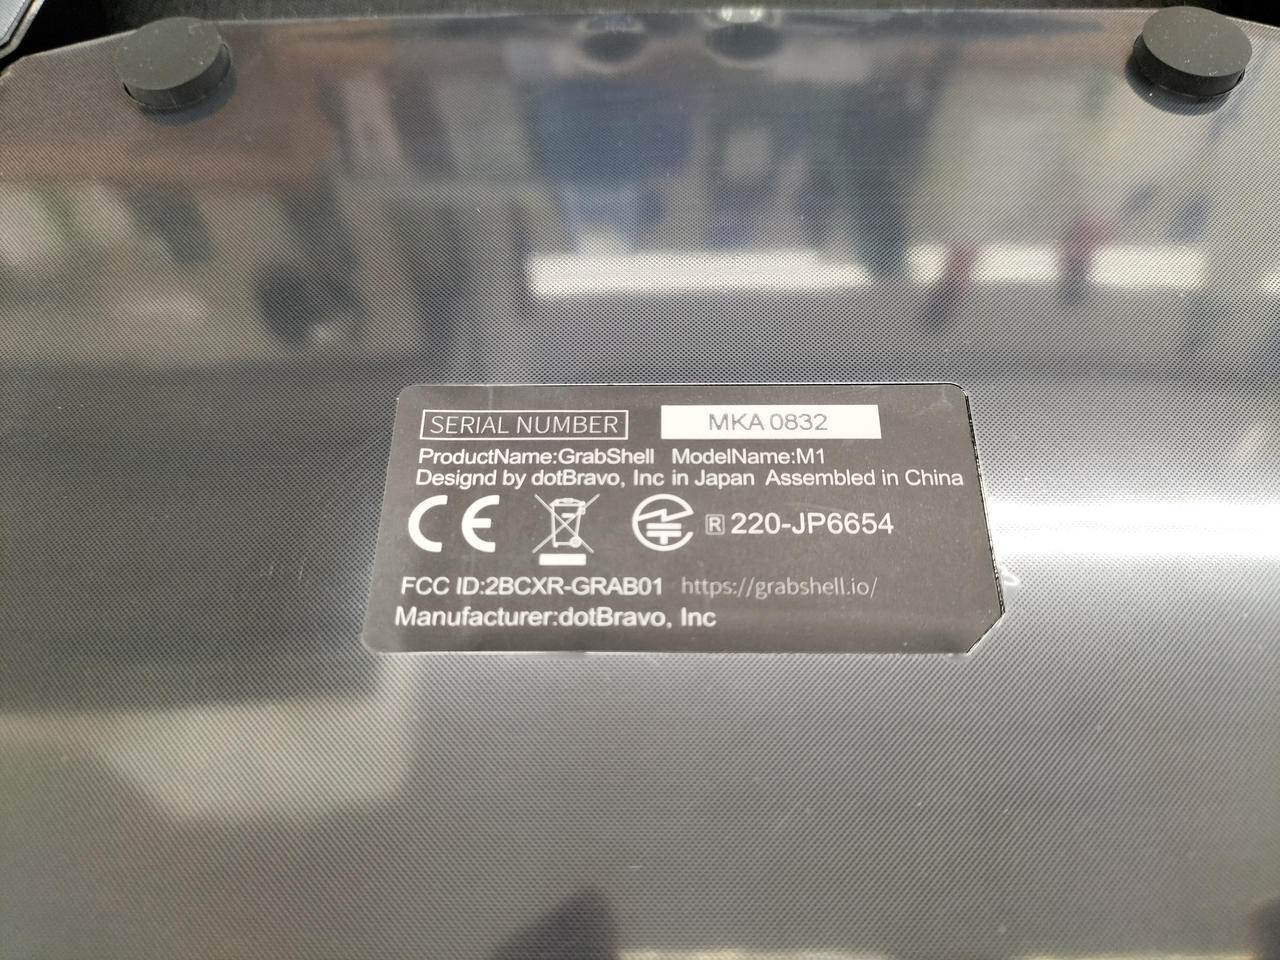 SERIAL NUMBER MKA 0832
ProductName:GrabShell ModelName:M1
Designd by dotBravo, Inc in Japan Assembled in China
CE R 220-JP6654
FCC ID:2BCXR-GRAB01 https://grabshell.io/
Manufacturer:dotBravo, Inc